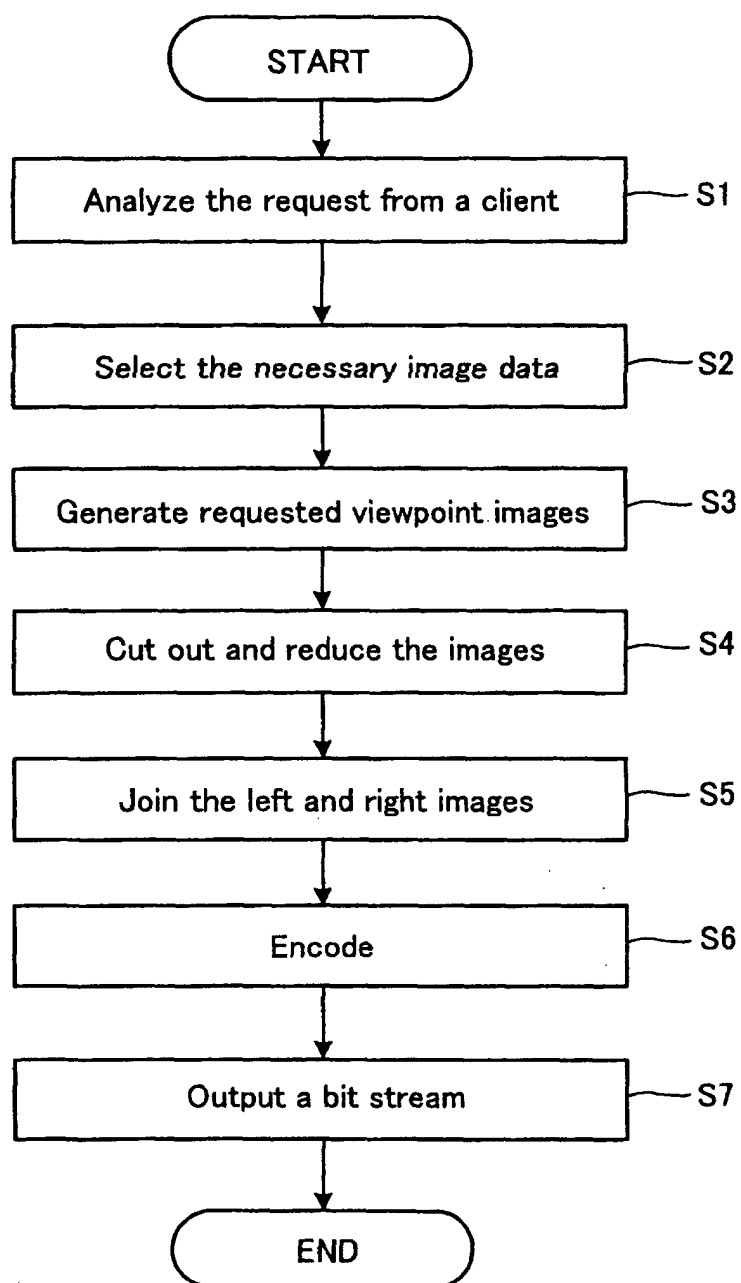 START
Analyze the request from a client
S1
Select the necessary image data
S2
Generate requested viewpoint images
S3
Cut out and reduce the images
S4
Join the left and right images
S5
Encode
S6
Output a bit stream
S7
END